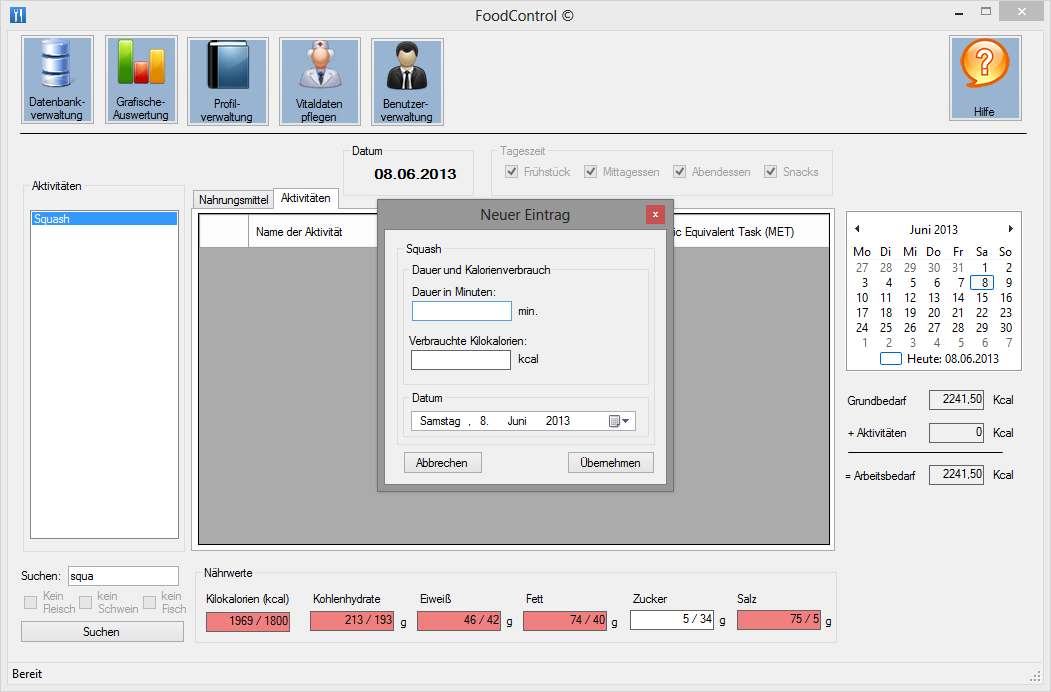 FoodControl ©
Datenbank-
verwaltung
Grafische-
Auswertung
Profil-
verwaltung
Vitaldaten
pflegen
Benutzer-
verwaltung
?
Hilfe
Datum
08.06.2013
Tageszeit
Frühstück Mittagessen Abendessen Snacks
Aktivitäten
Squash
Nahrungsmittel Aktivitäten
Name der Aktivität ic Equivalent Task (MET)
Neuer Eintrag x
Squash
Dauer und Kalorienverbrauch
Dauer in Minuten:
min.
Verbrauchte Kilokalorien:
kcal
Datum
Samstag , 8. Juni 2013
Abbrechen Übernehmen
Juni 2013
Mo Di Mi Do Fr Sa So
27 28 29 30 31 1 2
3 4 5 6 7 8 9
10 11 12 13 14 15 16
17 18 19 20 21 22 23
24 25 26 27 28 29 30
1 2 3 4 5 6 7
Heute: 08.06.2013
Grundbedarf 2241,50 Kcal
+ Aktivitäten 0 Kcal
= Arbeitsbedarf 2241,50 Kcal
Suchen: squa
Kein
Fleisch
kein
Schwein
kein
Fisch
Suchen
Nährwerte
Kilokalorien (kcal) Kohlenhydrate Eiweiß Fett Zucker Salz
1969 / 1800 213 / 193 g 46 / 42 g 74 / 40 g 5 / 34 g 75 / 5 g
Bereit